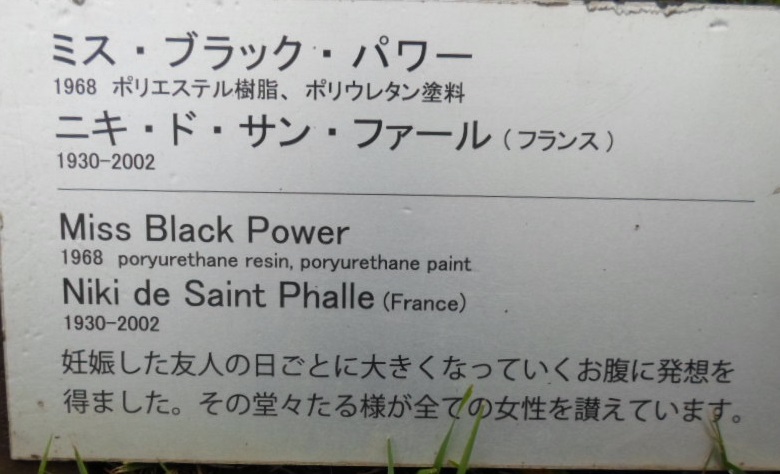 ミス・ブラック・パワー
1968 ポリエステル樹脂、ポリウレタン塗料
ニキ・ド・サン・ファール(フランス)
1930-2002
Miss Black Power
1968 poryurethane resin, poryurethane paint
Niki de Saint Phalle (France)
1930-2002
妊娠した友人の日ごとに大きくなっていくお腹に発想を
得ました。その堂々たる様が全ての女性を讃えています。